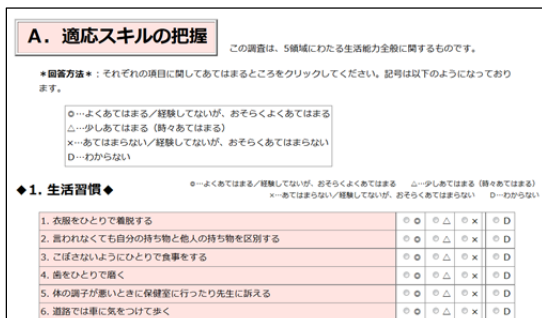 A. 適応スキルの把握
この調査は、5領域にわたる生活能力全般に関するものです。
＊回答方法＊：それぞれの項目に関してあてはまるところをクリックしてください。記号は以下のようになっており
ます。
◎…よくあてはまる／経験してないが、おそらくよくあてはまる
△…少しあてはまる（時々あてはまる）
×…あてはまらない／経験してないが、おそらくあてはまらない
D…わからない
◆1. 生活習慣◆
◎…よくあてはまる／経験してないが、おそらくよくあてはまる　△…少しあてはまる（時々あてはまる）
×…あてはまらない／経験してないが、おそらくあてはまらない　D…わからない
1. 衣服をひとりで着脱する ◎ △ × D
2. 言われなくても自分の持ち物と他人の持ち物を区別する ◎ △ × D
3. こぼさないようにひとりで食事をする ◎ △ × D
4. 歯をひとりで磨く ◎ △ × D
5. 体の調子が悪いときに保健室に行ったり先生に訴える ◎ △ × D
6. 道路では車に気をつけて歩く ◎ △ × D